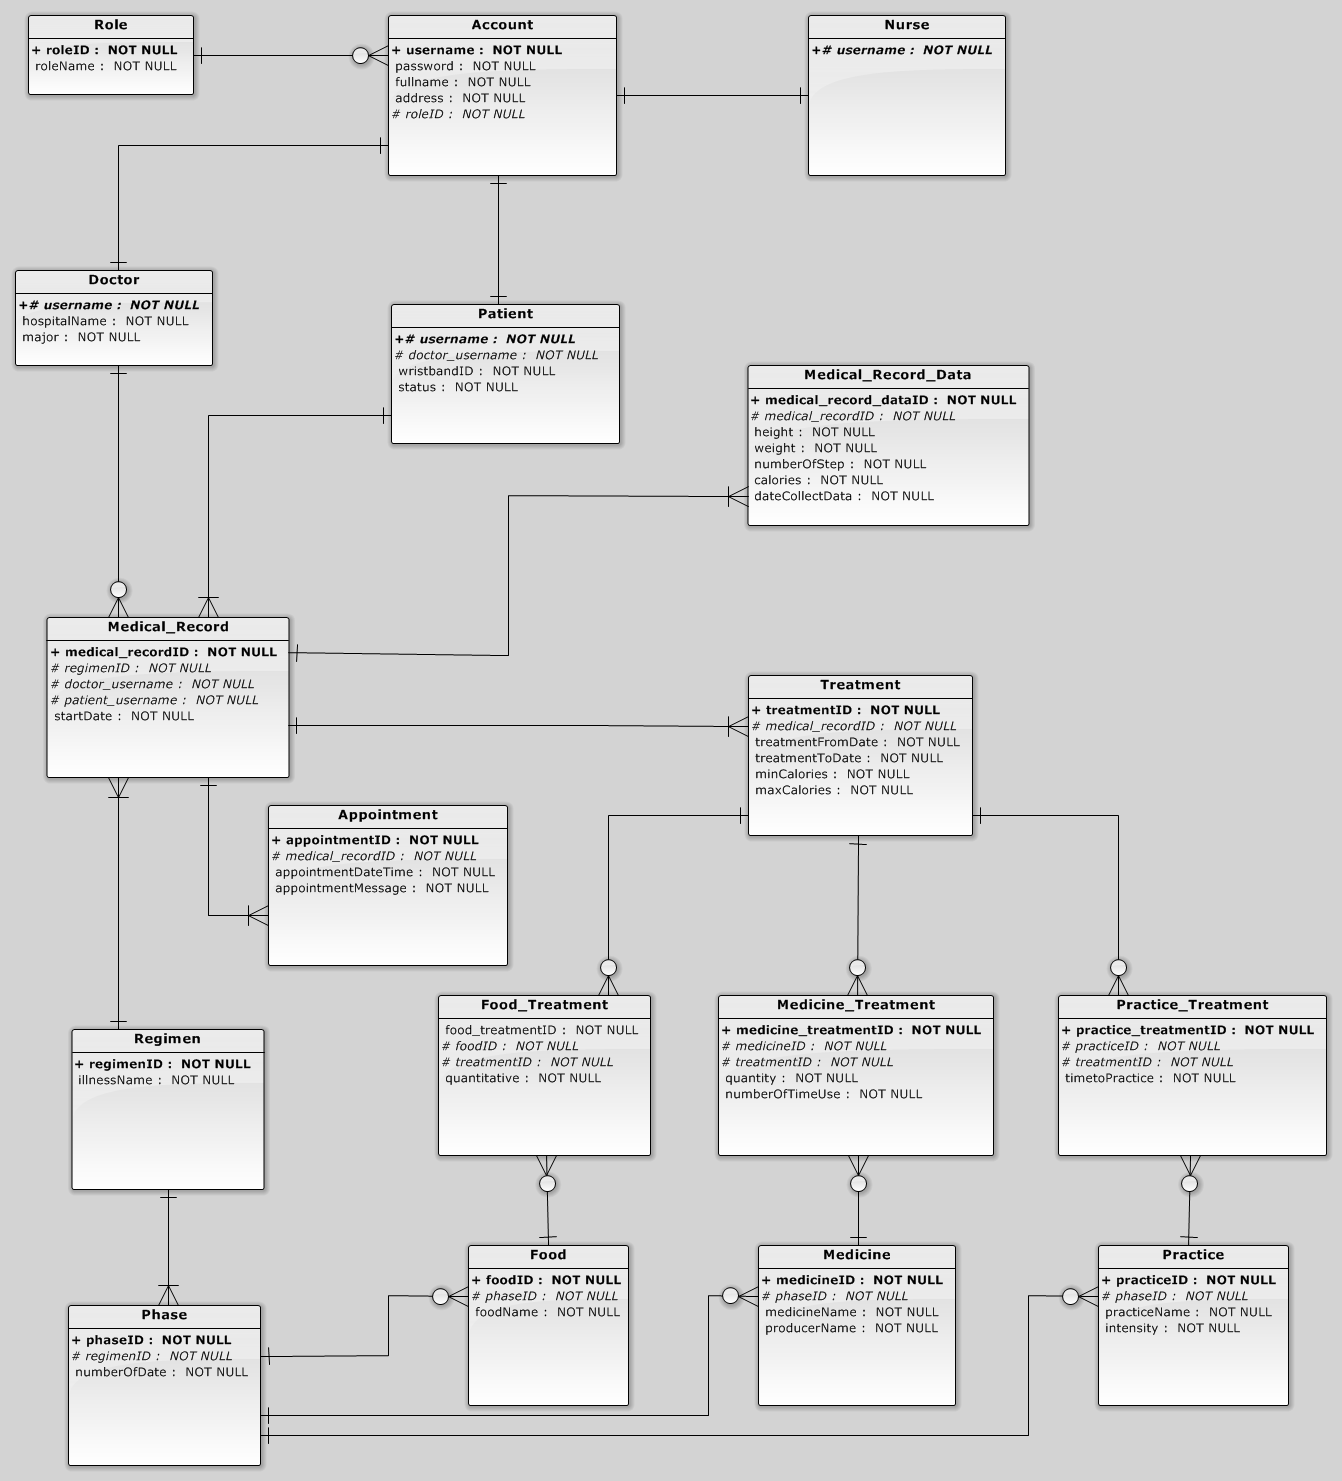 Role
+ roleID :  NOT NULL
roleName :  NOT NULL
Account
+ username :  NOT NULL
password :  NOT NULL
fullname :  NOT NULL
address :  NOT NULL
# roleID :  NOT NULL
Nurse
+# username :  NOT NULL
Doctor
+# username :  NOT NULL
hospitalName :  NOT NULL
major :  NOT NULL
Patient
+# username :  NOT NULL
# doctor_username :  NOT NULL
wristbandID :  NOT NULL
status :  NOT NULL
Medical_Record_Data
+ medical_record_dataID :  NOT NULL
# medical_recordID :  NOT NULL
height :  NOT NULL
weight :  NOT NULL
numberOfStep :  NOT NULL
calories :  NOT NULL
dateCollectData :  NOT NULL
Medical_Record
+ medical_recordID :  NOT NULL
# regimenID :  NOT NULL
# doctor_username :  NOT NULL
# patient_username :  NOT NULL
startDate :  NOT NULL
Treatment
+ treatmentID :  NOT NULL
# medical_recordID :  NOT NULL
treatmentFromDate :  NOT NULL
treatmentToDate :  NOT NULL
minCalories :  NOT NULL
maxCalories :  NOT NULL
Appointment
+ appointmentID :  NOT NULL
# medical_recordID :  NOT NULL
appointmentDateTime :  NOT NULL
appointmentMessage :  NOT NULL
Food_Treatment
food_treatmentID :  NOT NULL
# foodID :  NOT NULL
# treatmentID :  NOT NULL
quantitative :  NOT NULL
Medicine_Treatment
+ medicine_treatmentID :  NOT NULL
# medicineID :  NOT NULL
# treatmentID :  NOT NULL
quantity :  NOT NULL
numberOfTimeUse :  NOT NULL
Practice_Treatment
+ practice_treatmentID :  NOT NULL
# practiceID :  NOT NULL
# treatmentID :  NOT NULL
timetoPractice :  NOT NULL
Regimen
+ regimenID :  NOT NULL
illnessName :  NOT NULL
Food
+ foodID :  NOT NULL
# phaseID :  NOT NULL
foodName :  NOT NULL
Medicine
+ medicineID :  NOT NULL
# phaseID :  NOT NULL
medicineName :  NOT NULL
producerName :  NOT NULL
Practice
+ practiceID :  NOT NULL
# phaseID :  NOT NULL
practiceName :  NOT NULL
intensity :  NOT NULL
Phase
+ phaseID :  NOT NULL
# regimenID :  NOT NULL
numberOfDate :  NOT NULL